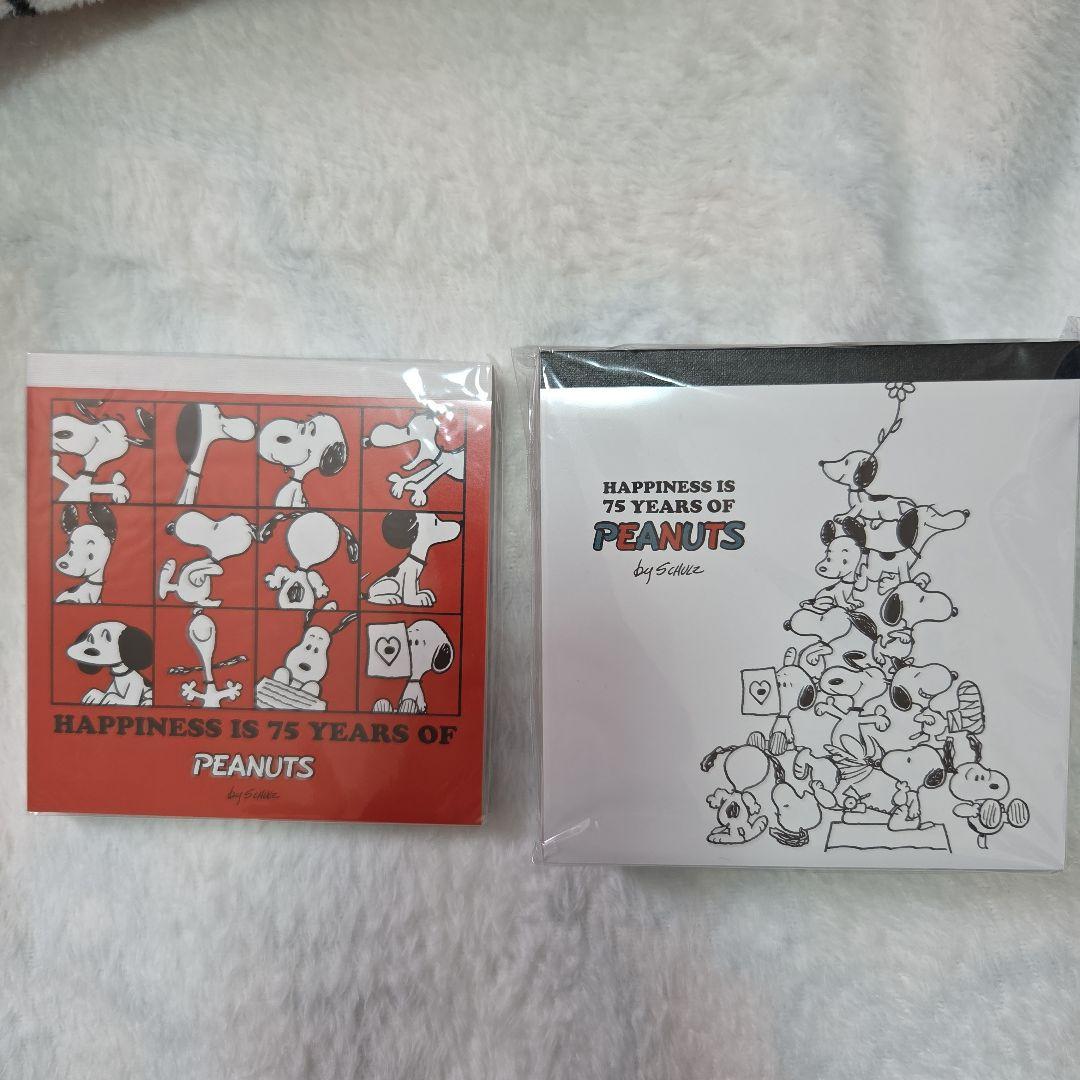 HAPPINESS IS 75 YEARS OF
PEANUTS
by SCHULZ
HAPPINESS IS
75 YEARS OF
PEANUTS
by SCHULZ